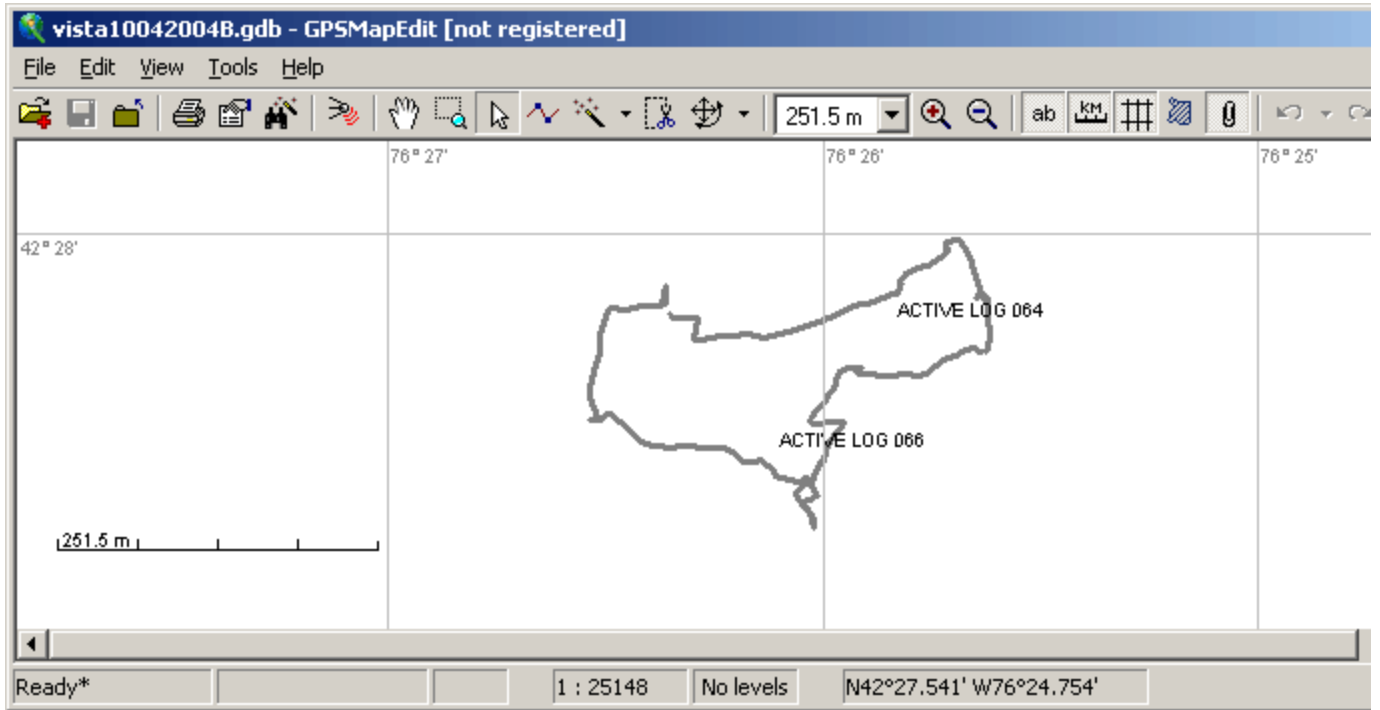 vista10042004B.gdb - GPSMapEdit [not registered]
File Edit View Tools Help
251.5 m ab KM
76° 27' 76° 26' 76° 25'
42° 28'
ACTIVE LOG 064
ACTIVE LOG 066
251.5 m
Ready* 1 : 25148 No levels N42°27.541' W76°24.754'